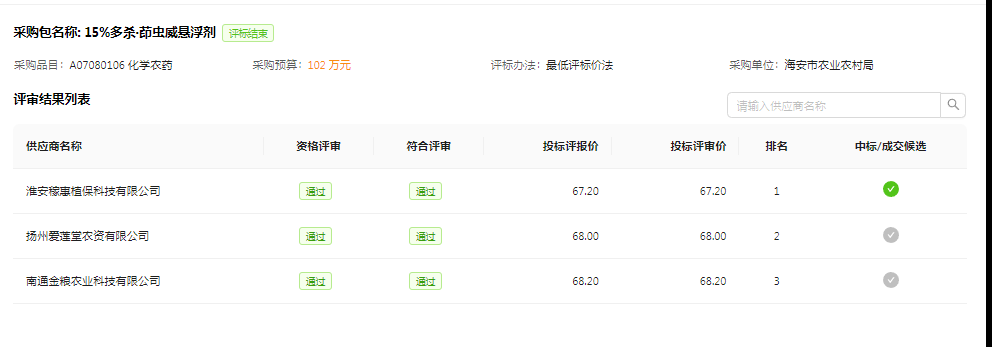 采购包名称: 15%多杀·茚虫威悬浮剂 评标结束
采购品目: A07080106 化学农药 采购预算: 102 万元 评标办法: 最低评标价法 采购单位: 海安市农业农村局
评审结果列表 请输入供应商名称
供应商名称 资格评审 符合评审 投标评报价 投标评审价 排名 中标/成交候选
淮安稼惠植保科技有限公司 通过 通过 67.20 67.20 1
扬州爱莲堂农资有限公司 通过 通过 68.00 68.00 2
南通金粮农业科技有限公司 通过 通过 68.20 68.20 3